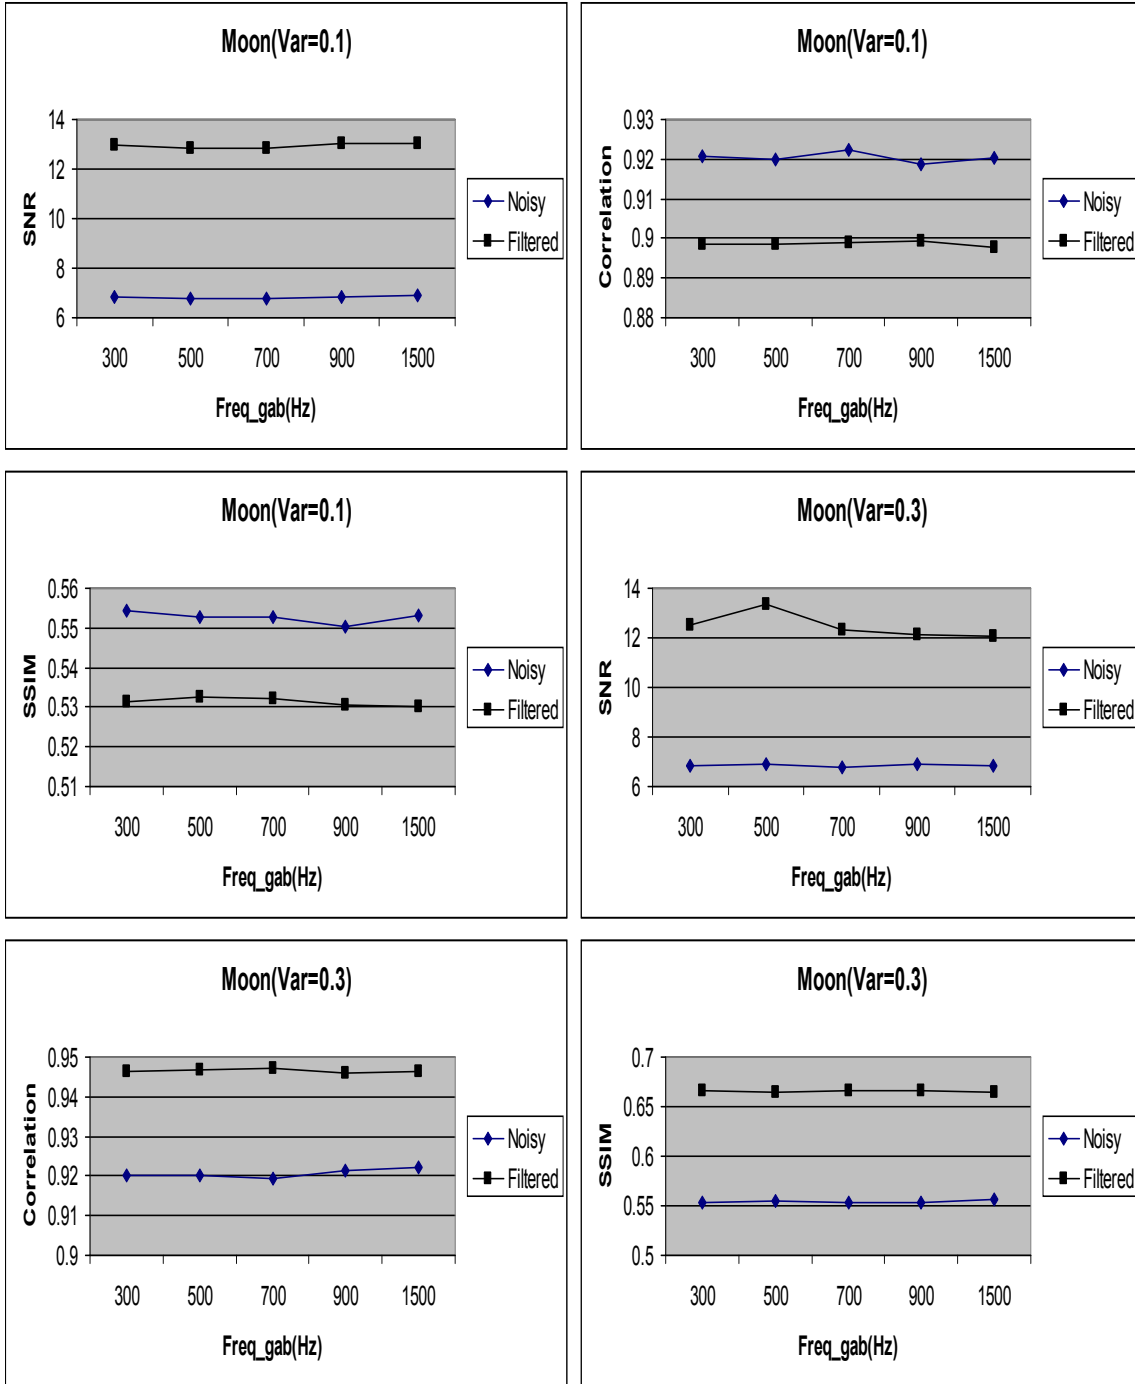 Moon(Var=0.1)
SNR
14
12
10
8
6
300 500 700 900 1500
Freq_gab(Hz)
Noisy
Filtered
Moon(Var=0.1)
Correlation
0.93
0.92
0.91
0.9
0.89
0.88
300 500 700 900 1500
Freq_gab(Hz)
Noisy
Filtered
Moon(Var=0.1)
SSIM
0.56
0.55
0.54
0.53
0.52
0.51
300 500 700 900 1500
Freq_gab(Hz)
Noisy
Filtered
Moon(Var=0.3)
SNR
14
12
10
8
6
300 500 700 900 1500
Freq_gab(Hz)
Noisy
Filtered
Moon(Var=0.3)
Correlation
0.95
0.94
0.93
0.92
0.91
0.9
300 500 700 900 1500
Freq_gab(Hz)
Noisy
Filtered
Moon(Var=0.3)
SSIM
0.7
0.65
0.6
0.55
0.5
300 500 700 900 1500
Freq_gab(Hz)
Noisy
Filtered